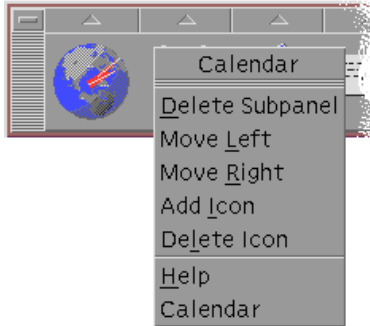 Calendar
Delete Subpanel
Move Left
Move Right
Add Icon
Delete Icon
Help
Calendar